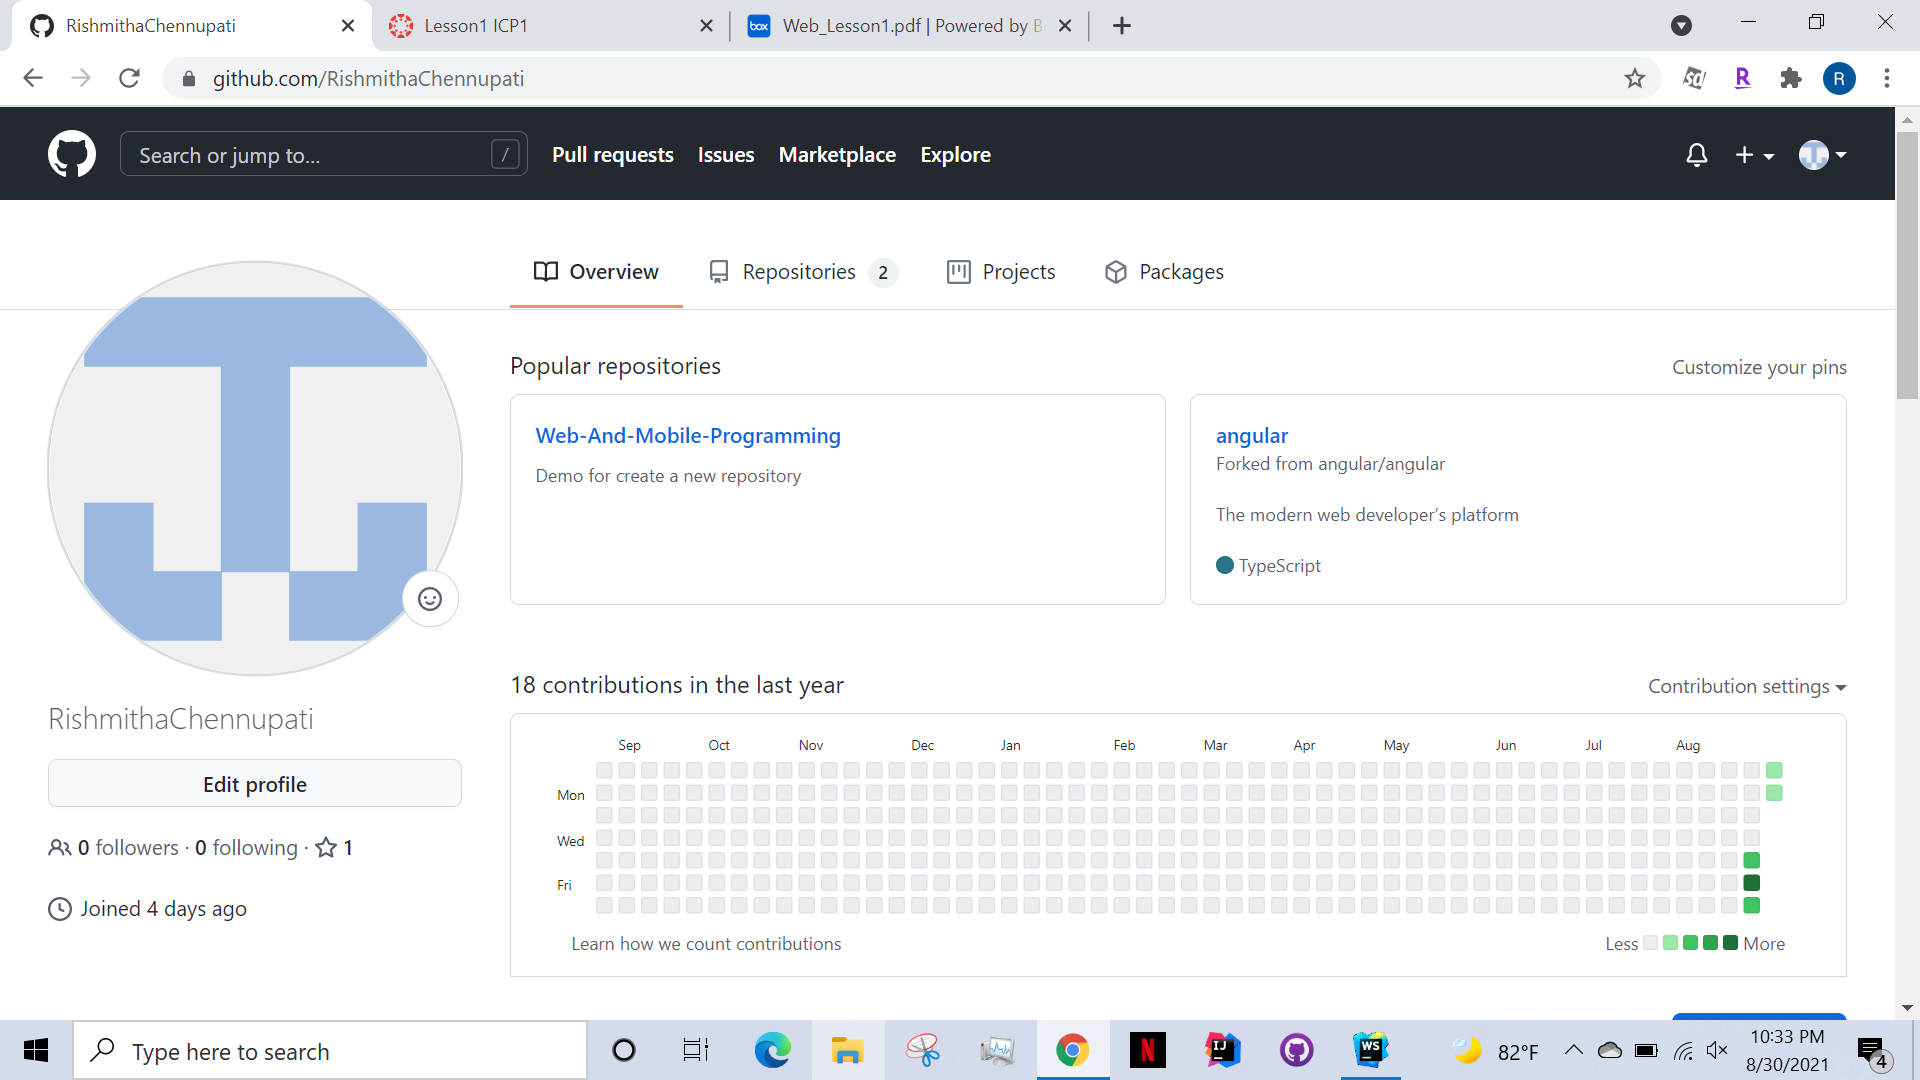 RishmithaChennupati
Lesson1 ICP1
box Web_Lesson1.pdf | Powered by B
github.com/RishmithaChennupati
R
R
Search or jump to...
/
Pull requests
Issues
Marketplace
Explore
Overview
Repositories 2
Projects
Packages
Popular repositories
Customize your pins
Web-And-Mobile-Programming
Demo for create a new repository
angular
Forked from angular/angular
The modern web developer’s platform
TypeScript
RishmithaChennupati
Edit profile
0 followers · 0 following · 1
Joined 4 days ago
18 contributions in the last year
Contribution settings
Sep Oct Nov Dec Jan Feb Mar Apr May Jun Jul Aug
Mon
Wed
Fri
Learn how we count contributions
Less More
Type here to search
N
IJ
WS
82°F
10:33 PM
8/30/2021
4